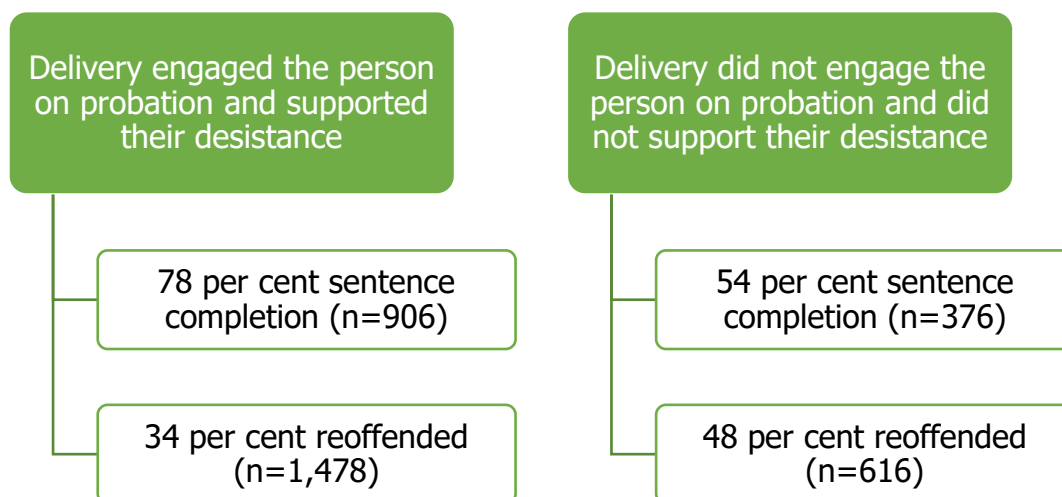 Delivery engaged the person
on probation and supported
their desistance
78 per cent sentence
completion (n=906)
34 per cent reoffended
(n=1,478)
Delivery did not engage the
person on probation and did
not support their desistance
54 per cent sentence
completion (n=376)
48 per cent reoffended
(n=616)